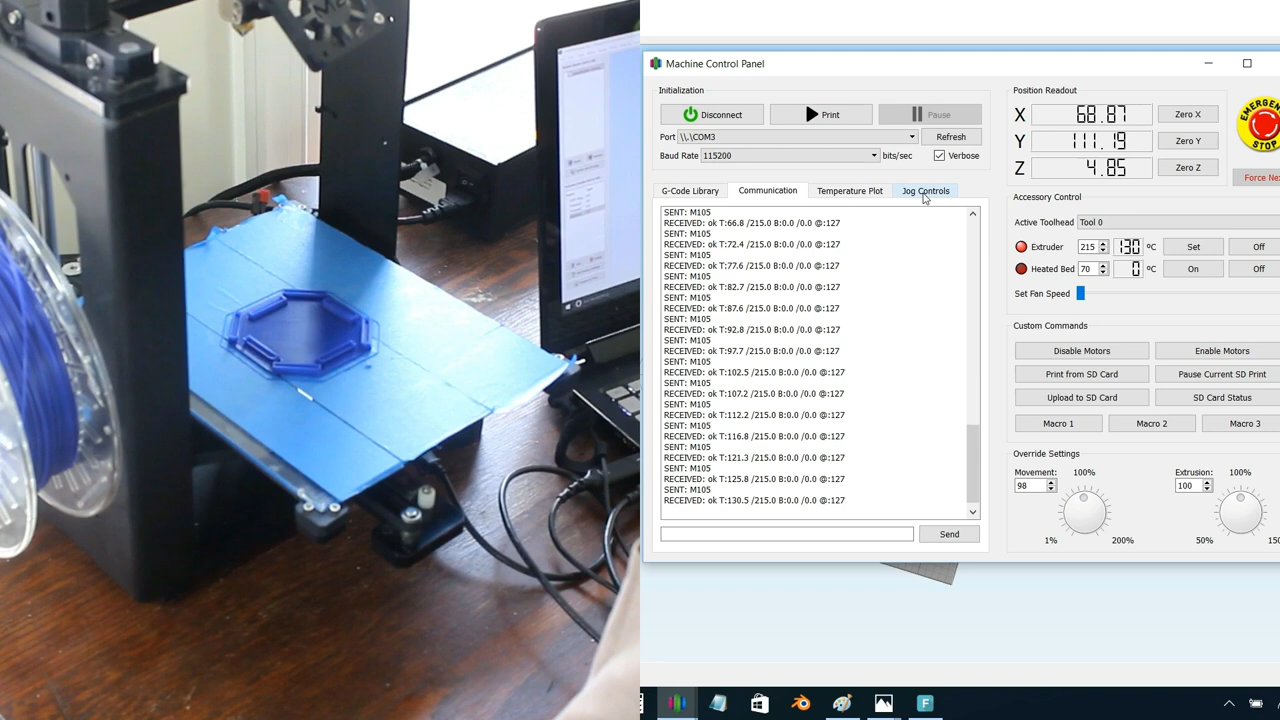 Machine Control Panel
Initialization
Disconnect
Print
Pause
Port \\.\COM3
Refresh
Baud Rate 115200
bits/sec
Verbose
G-Code Library
Communication
Temperature Plot
Jog Controls
SENT: M105
RECEIVED: ok T:66.8 /215.0 B:0.0 /0.0 @:127
SENT: M105
RECEIVED: ok T:72.4 /215.0 B:0.0 /0.0 @:127
SENT: M105
RECEIVED: ok T:77.6 /215.0 B:0.0 /0.0 @:127
SENT: M105
RECEIVED: ok T:82.7 /215.0 B:0.0 /0.0 @:127
SENT: M105
RECEIVED: ok T:87.6 /215.0 B:0.0 /0.0 @:127
SENT: M105
RECEIVED: ok T:92.8 /215.0 B:0.0 /0.0 @:127
SENT: M105
RECEIVED: ok T:97.7 /215.0 B:0.0 /0.0 @:127
SENT: M105
RECEIVED: ok T:102.5 /215.0 B:0.0 /0.0 @:127
SENT: M105
RECEIVED: ok T:107.2 /215.0 B:0.0 /0.0 @:127
SENT: M105
RECEIVED: ok T:112.2 /215.0 B:0.0 /0.0 @:127
SENT: M105
RECEIVED: ok T:116.8 /215.0 B:0.0 /0.0 @:127
SENT: M105
RECEIVED: ok T:121.3 /215.0 B:0.0 /0.0 @:127
SENT: M105
RECEIVED: ok T:125.8 /215.0 B:0.0 /0.0 @:127
SENT: M105
RECEIVED: ok T:130.5 /215.0 B:0.0 /0.0 @:127
Send
Position Readout
X 68.87 Zero X
Y 111.19 Zero Y
Z 4.85 Zero Z
EMERGENCY
STOP
Force Nex
Accessory Control
Active Toolhead Tool 0
Extruder 215 130 ºC Set Off
Heated Bed 70 0 ºC On Off
Set Fan Speed
Custom Commands
Disable Motors
Enable Motors
Print from SD Card
Pause Current SD Print
Upload to SD Card
SD Card Status
Macro 1
Macro 2
Macro 3
Override Settings
Movement: 100%
98
1% 200%
Extrusion: 100%
100
50% 150